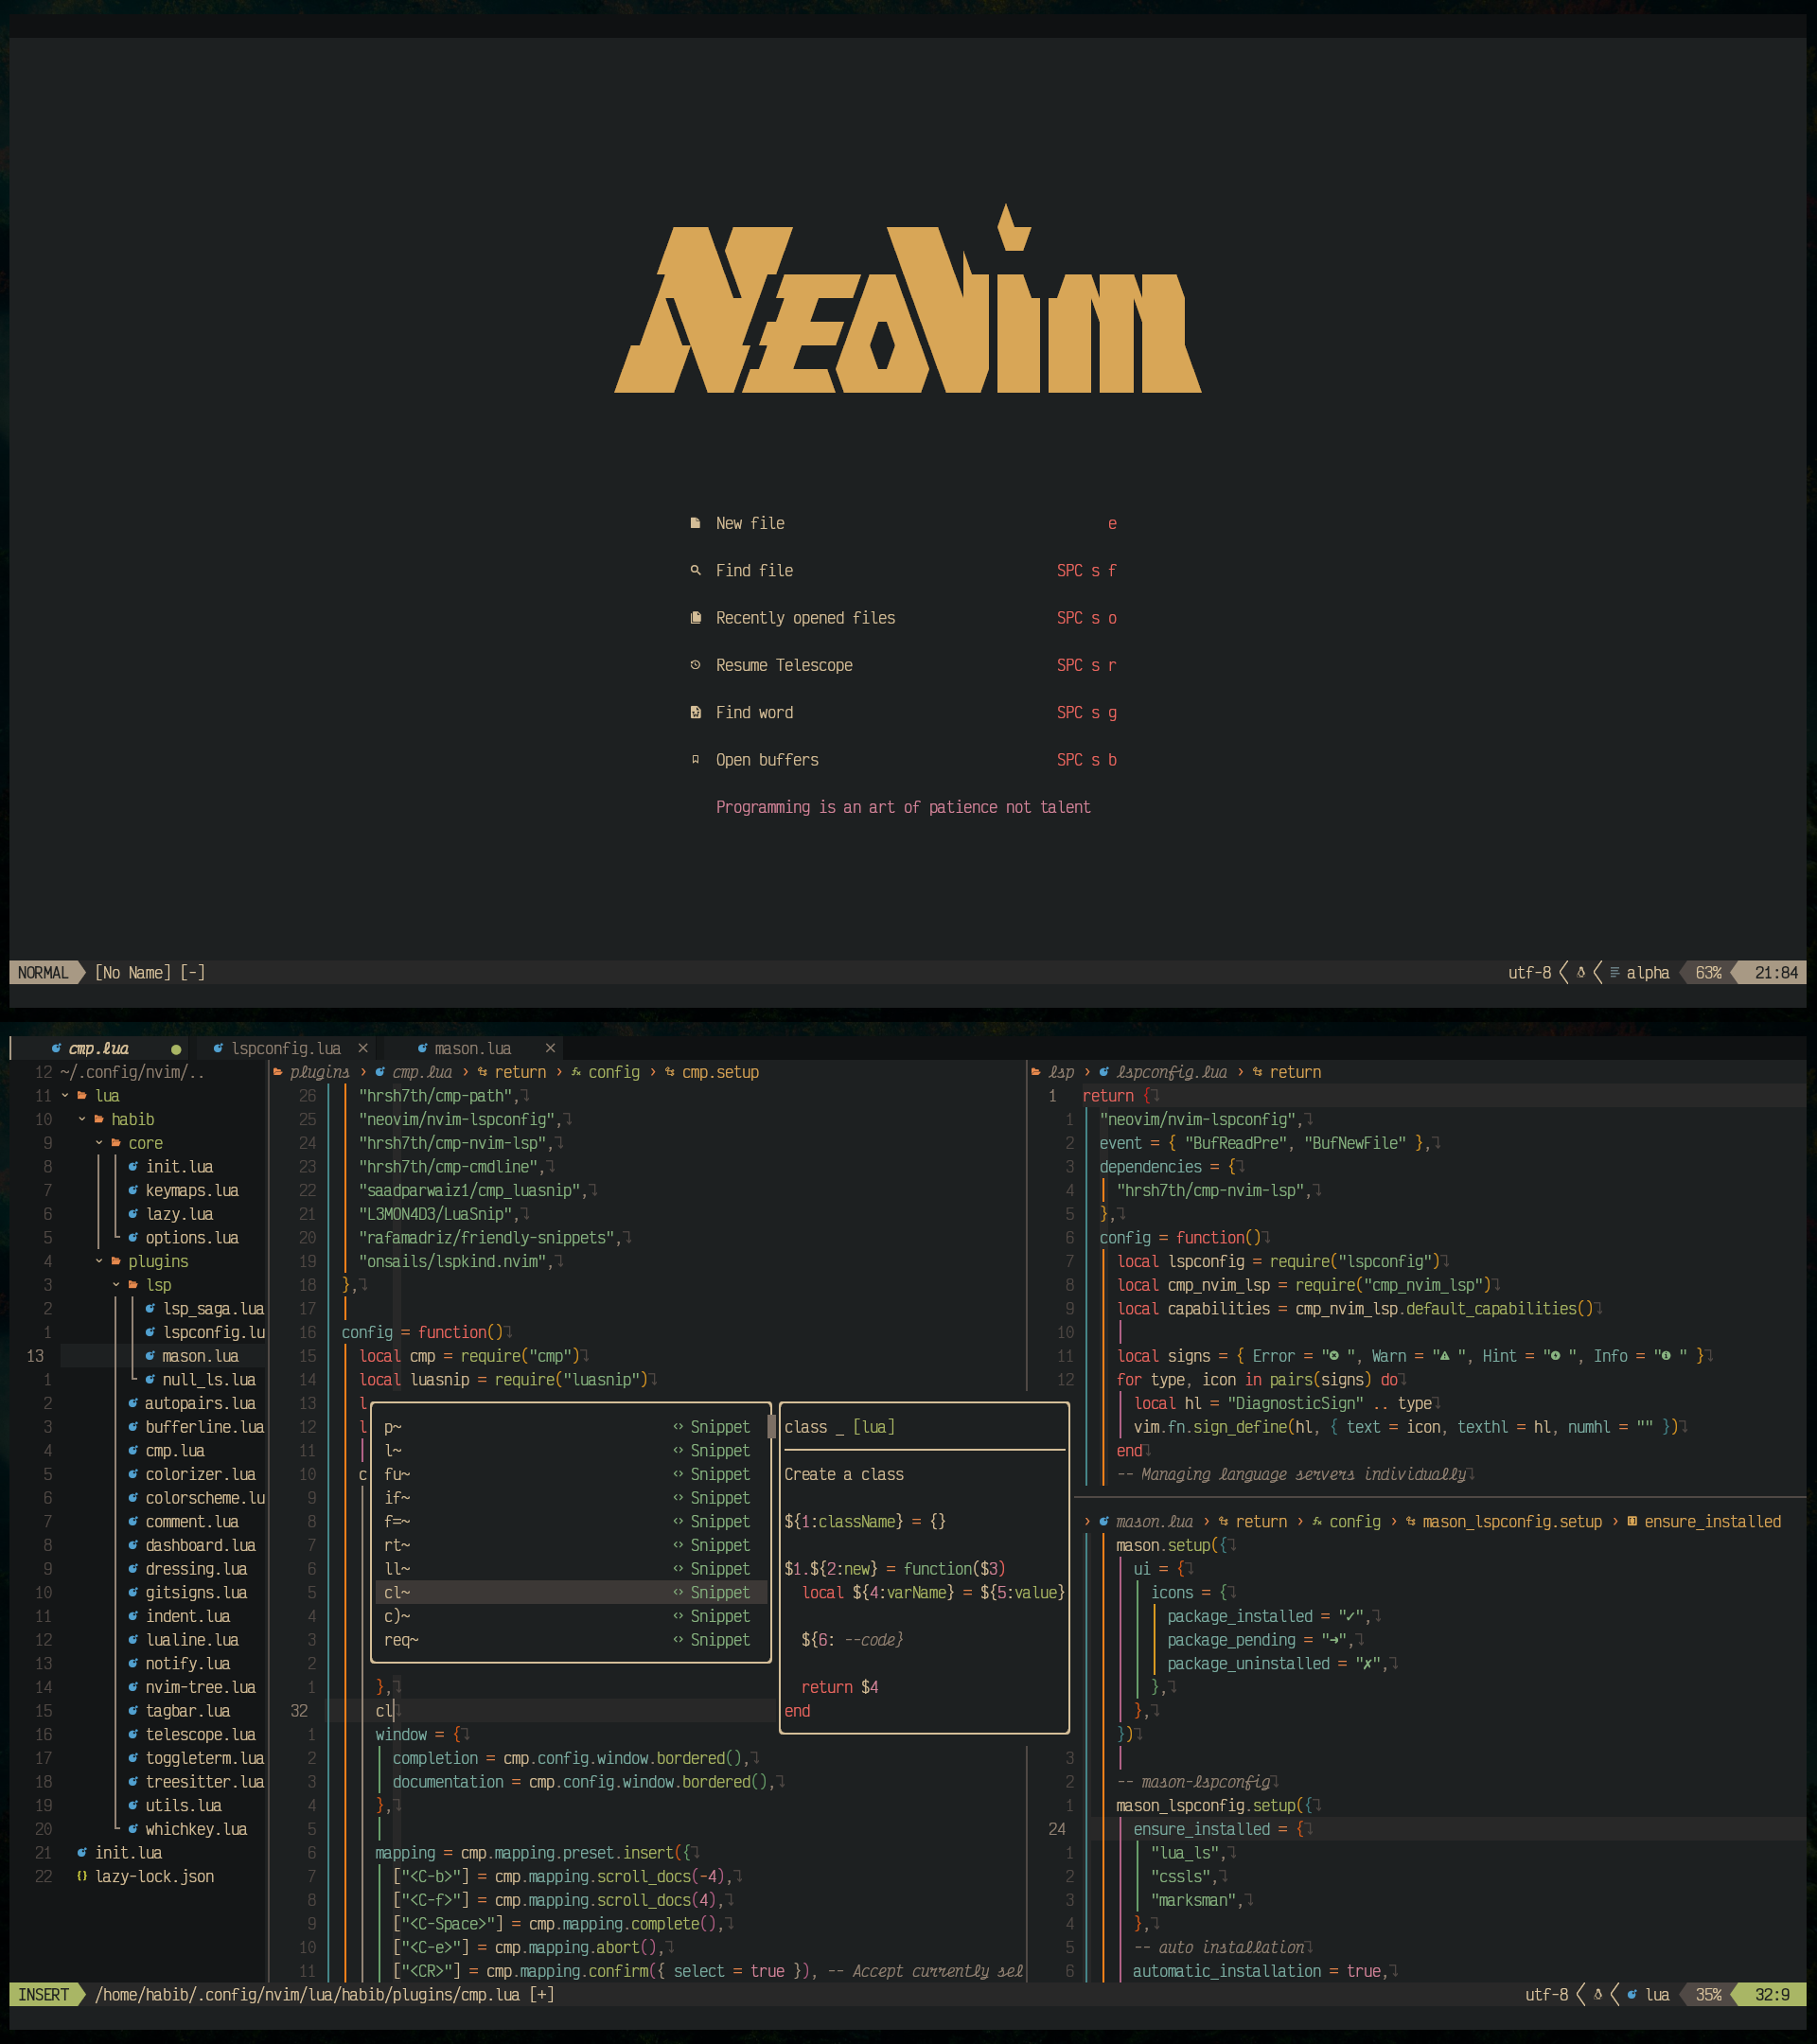 NEOVim
New file e
Find file SPC s f
Recently opened files SPC s o
Resume Telescope SPC s r
Find word SPC s g
Open buffers SPC s b
Programming is an art of patience not talent
NORMAL [No Name] [-] utf-8 alpha 63% 21:84
cmp.lua lspconfig.lua mason.lua
12 ~/.config/nvim/..
11 lua
10 habib
9 core
8 init.lua
7 keymaps.lua
6 lazy.lua
5 options.lua
4 plugins
3 lsp
2 lsp_saga.lua
1 lspconfig.lu
13 mason.lua
1 null_ls.lua
2 autopairs.lua
3 bufferline.lua
4 cmp.lua
5 colorizer.lua
6 colorscheme.lu
7 comment.lua
8 dashboard.lua
9 dressing.lua
10 gitsigns.lua
11 indent.lua
12 lualine.lua
13 notify.lua
14 nvim-tree.lua
15 tagbar.lua
16 telescope.lua
17 toggleterm.lua
18 treesitter.lua
19 utils.lua
20 whichkey.lua
21 init.lua
22 lazy-lock.json
plugins › cmp.lua › return › config › cmp.setup
26 "hrsh7th/cmp-path",
25 "neovim/nvim-lspconfig",
24 "hrsh7th/cmp-nvim-lsp",
23 "hrsh7th/cmp-cmdline",
22 "saadparwaiz1/cmp_luasnip",
21 "L3MON4D3/LuaSnip",
20 "rafamadriz/friendly-snippets",
19 "onsails/lspkind.nvim",
18 },
17
16 config = function()
15 local cmp = require("cmp")
14 local luasnip = require("luasnip")
13 l
12 l
11
10 c
9
8
7
6
5
4
3
2
1 },
32 cl
1 window = {
2 completion = cmp.config.window.bordered(),
3 documentation = cmp.config.window.bordered(),
4 },
5
6 mapping = cmp.mapping.preset.insert({
7 ["<C-b>"] = cmp.mapping.scroll_docs(-4),
8 ["<C-f>"] = cmp.mapping.scroll_docs(4),
9 ["<C-Space>"] = cmp.mapping.complete(),
10 ["<C-e>"] = cmp.mapping.abort(),
11 ["<CR>"] = cmp.mapping.confirm({ select = true }), -- Accept currently sel
p~ Snippet
l~ Snippet
fu~ Snippet
if~ Snippet
f=~ Snippet
rt~ Snippet
ll~ Snippet
cl~ Snippet
c)~ Snippet
req~ Snippet
class _ [lua]
Create a class
${1:className} = {}
$1.${2:new} = function($3)
local ${4:varName} = ${5:value}
${6: --code}
return $4
end
lsp › lspconfig.lua › return
1 return {
1 "neovim/nvim-lspconfig",
2 event = { "BufReadPre", "BufNewFile" },
3 dependencies = {
4 "hrsh7th/cmp-nvim-lsp",
5 },
6 config = function()
7 local lspconfig = require("lspconfig")
8 local cmp_nvim_lsp = require("cmp_nvim_lsp")
9 local capabilities = cmp_nvim_lsp.default_capabilities()
10
11 local signs = { Error = " ", Warn = " ", Hint = " ", Info = " " }
12 for type, icon in pairs(signs) do
local hl = "DiagnosticSign" .. type
vim.fn.sign_define(hl, { text = icon, texthl = hl, numhl = "" })
end
-- Managing language servers individually
› mason.lua › return › config › mason_lspconfig.setup › ensure_installed
mason.setup({
ui = {
icons = {
package_installed = "✓",
package_pending = "➜",
package_uninstalled = "✗",
},
},
})
3
2 -- mason-lspconfig
1 mason_lspconfig.setup({
24 ensure_installed = {
1 "lua_ls",
2 "cssls",
3 "marksman",
4 },
5 -- auto installation
6 automatic_installation = true,
INSERT /home/habib/.config/nvim/lua/habib/plugins/cmp.lua [+] utf-8 lua 35% 32:9